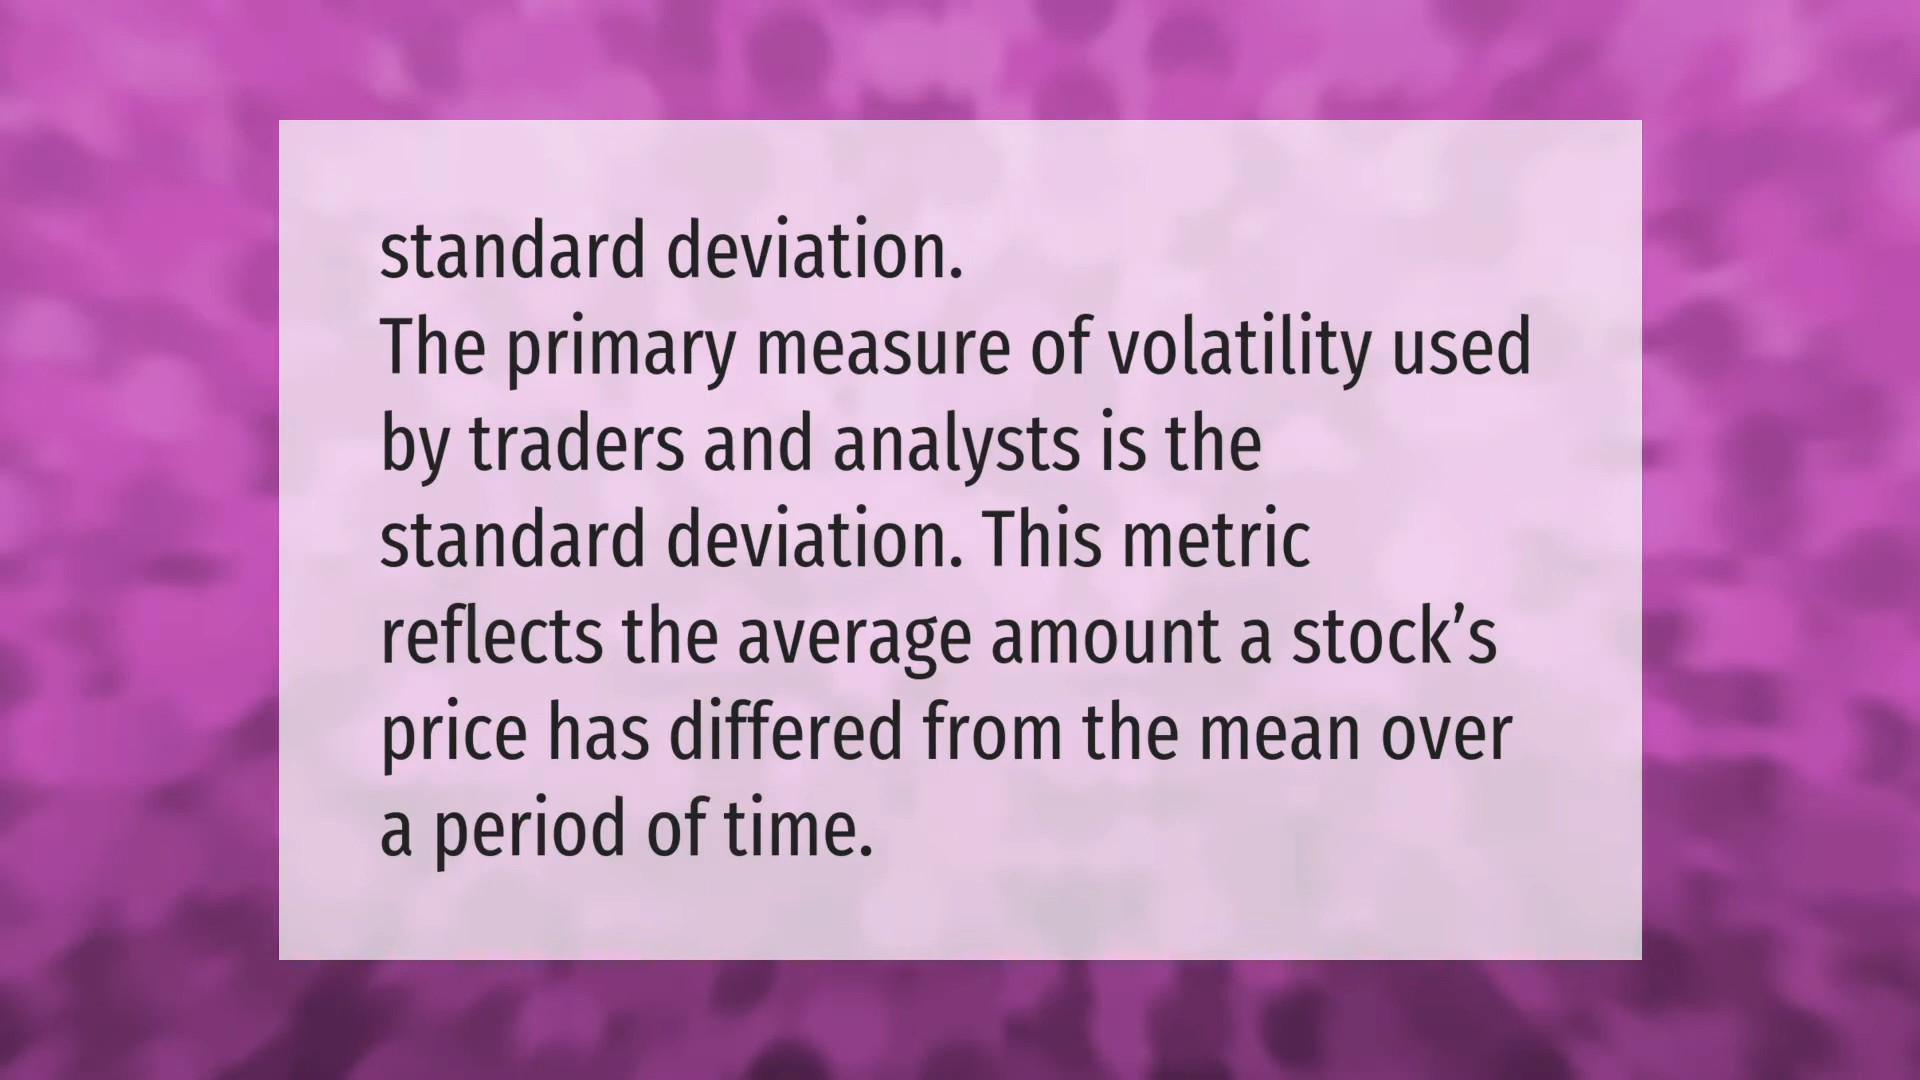 standard deviation.
The primary measure of volatility used
by traders and analysts is the
standard deviation. This metric
reflects the average amount a stock’s
price has differed from the mean over
a period of time.